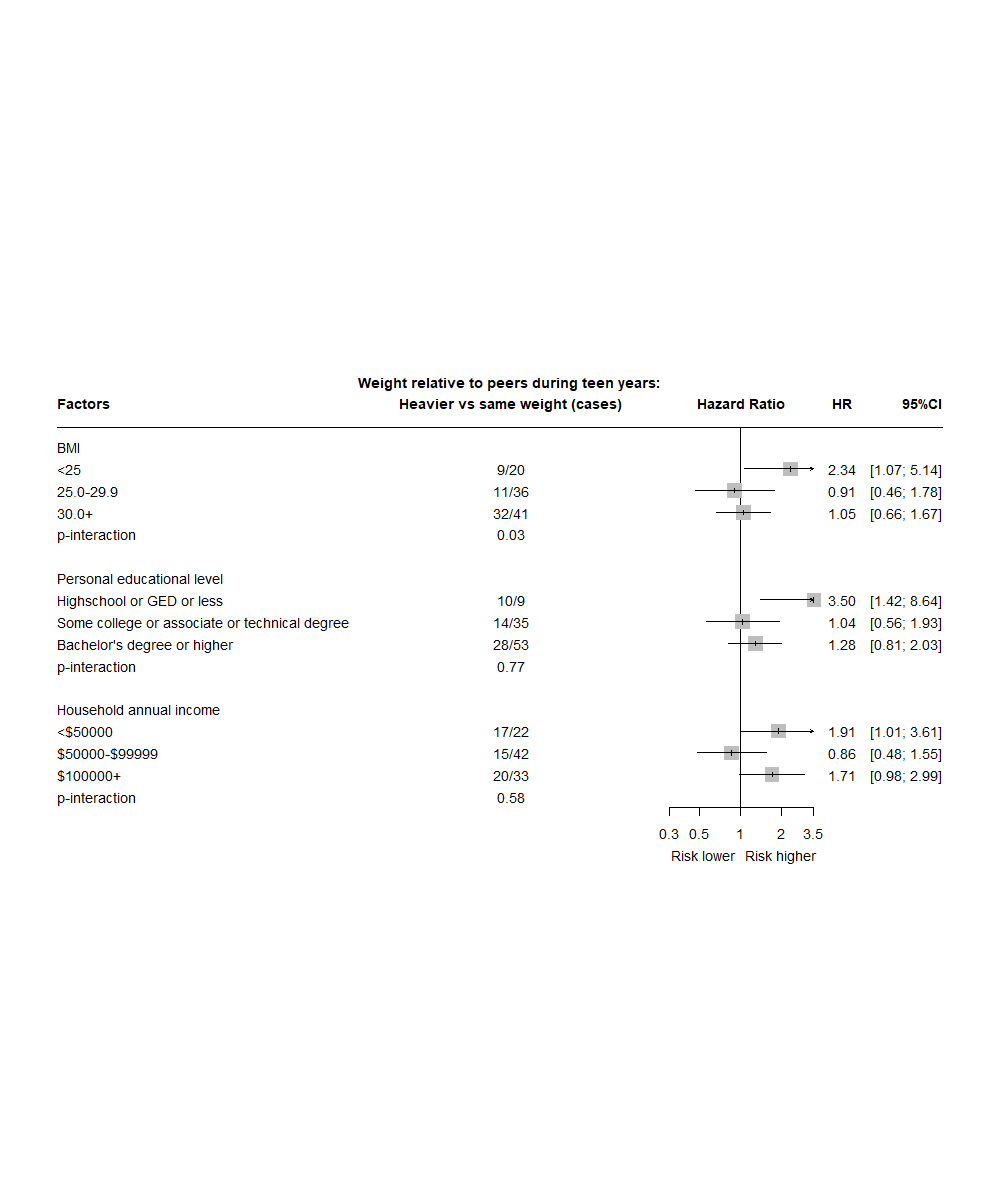 Weight relative to peers during teen years:
Factors Heavier vs same weight (cases) Hazard Ratio HR 95%CI
BMI
<25 9/20 2.34 [1.07; 5.14]
25.0-29.9 11/36 0.91 [0.46; 1.78]
30.0+ 32/41 1.05 [0.66; 1.67]
p-interaction 0.03
Personal educational level
Highschool or GED or less 10/9 3.50 [1.42; 8.64]
Some college or associate or technical degree 14/35 1.04 [0.56; 1.93]
Bachelor's degree or higher 28/53 1.28 [0.81; 2.03]
p-interaction 0.77
Household annual income
<$50000 17/22 1.91 [1.01; 3.61]
$50000-$99999 15/42 0.86 [0.48; 1.55]
$100000+ 20/33 1.71 [0.98; 2.99]
p-interaction 0.58
0.3 0.5 1 2 3.5
Risk lower Risk higher